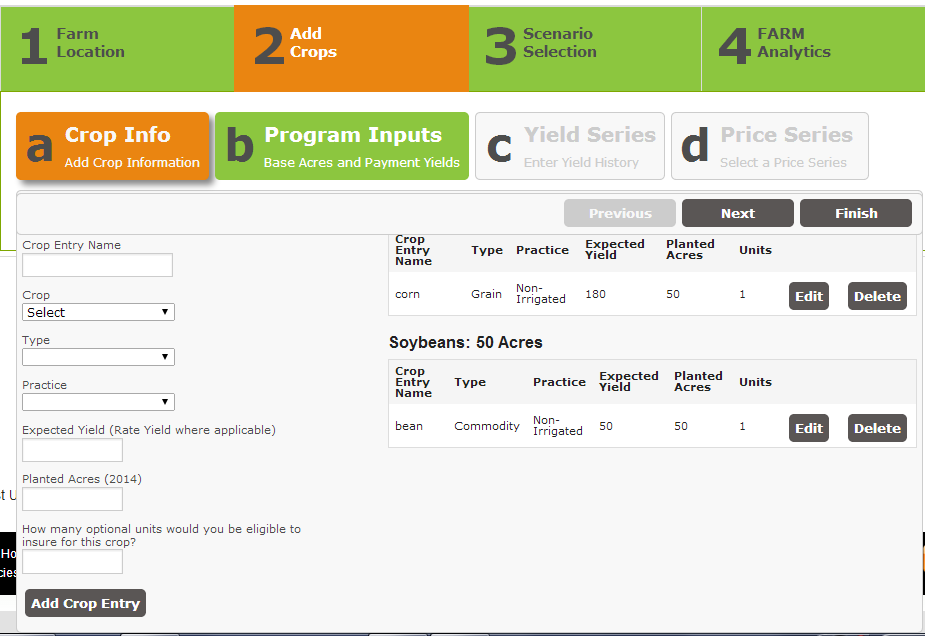 1 Farm Location
2 Add Crops
3 Scenario Selection
4 FARM Analytics
a Crop Info
Add Crop Information
b Program Inputs
Base Acres and Payment Yields
c Yield Series
Enter Yield History
d Price Series
Select a Price Series
Previous Next Finish
Crop Entry Name
Crop
Select
Type
Practice
Expected Yield (Rate Yield where applicable)
Planted Acres (2014)
How many optional units would you be eligible to
insure for this crop?
Add Crop Entry
Crop Entry Name Type Practice Expected Yield Planted Acres Units
corn Grain Non-Irrigated 180 50 1 Edit Delete
Soybeans: 50 Acres
Crop Entry Name Type Practice Expected Yield Planted Acres Units
bean Commodity Non-Irrigated 50 50 1 Edit Delete